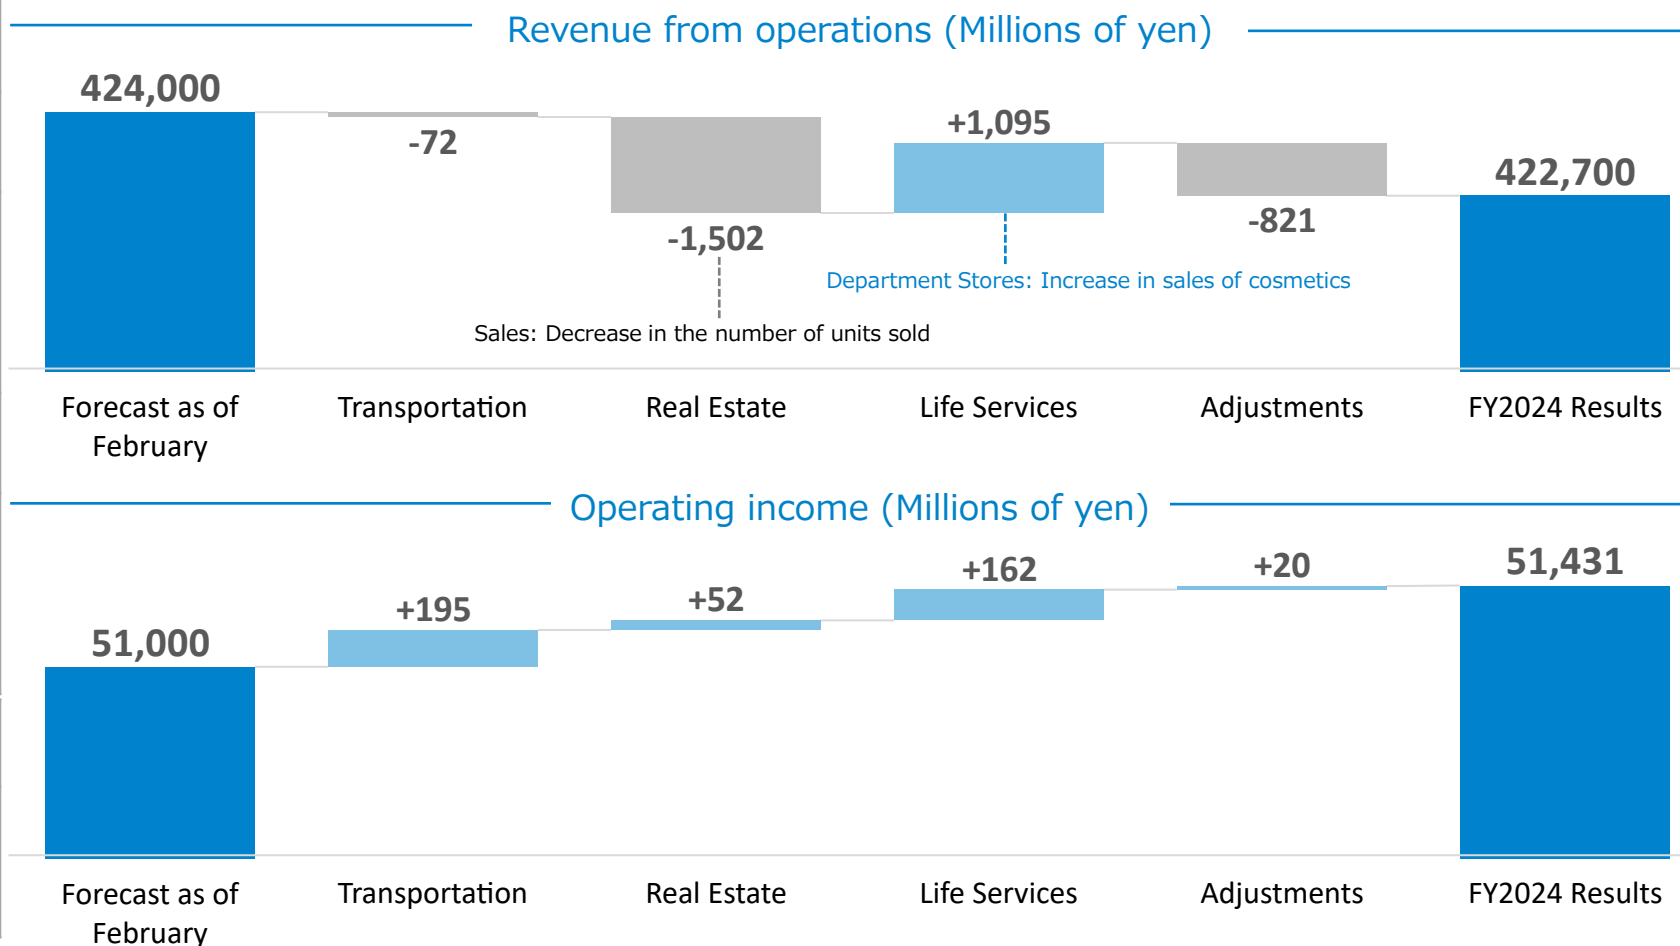 Revenue from operations (Millions of yen)
424,000
-72
-1,502
+1,095
-821
422,700
Department Stores: Increase in sales of cosmetics
Sales: Decrease in the number of units sold
Forecast as of
February
Transportation
Real Estate
Life Services
Adjustments
FY2024 Results
Operating income (Millions of yen)
51,000
+195
+52
+162
+20
51,431
Forecast as of
February
Transportation
Real Estate
Life Services
Adjustments
FY2024 Results